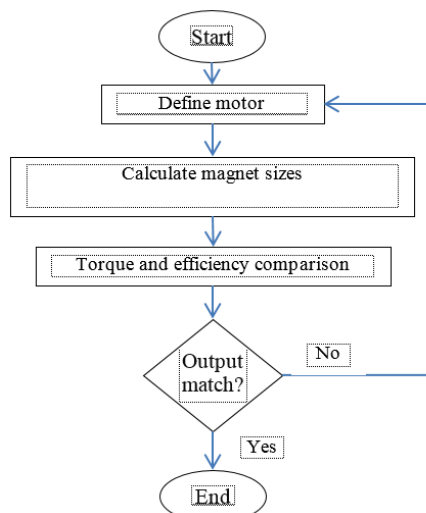 Start
Define motor
Calculate magnet sizes
Torque and efficiency comparison
Output
match?
No
Yes
End